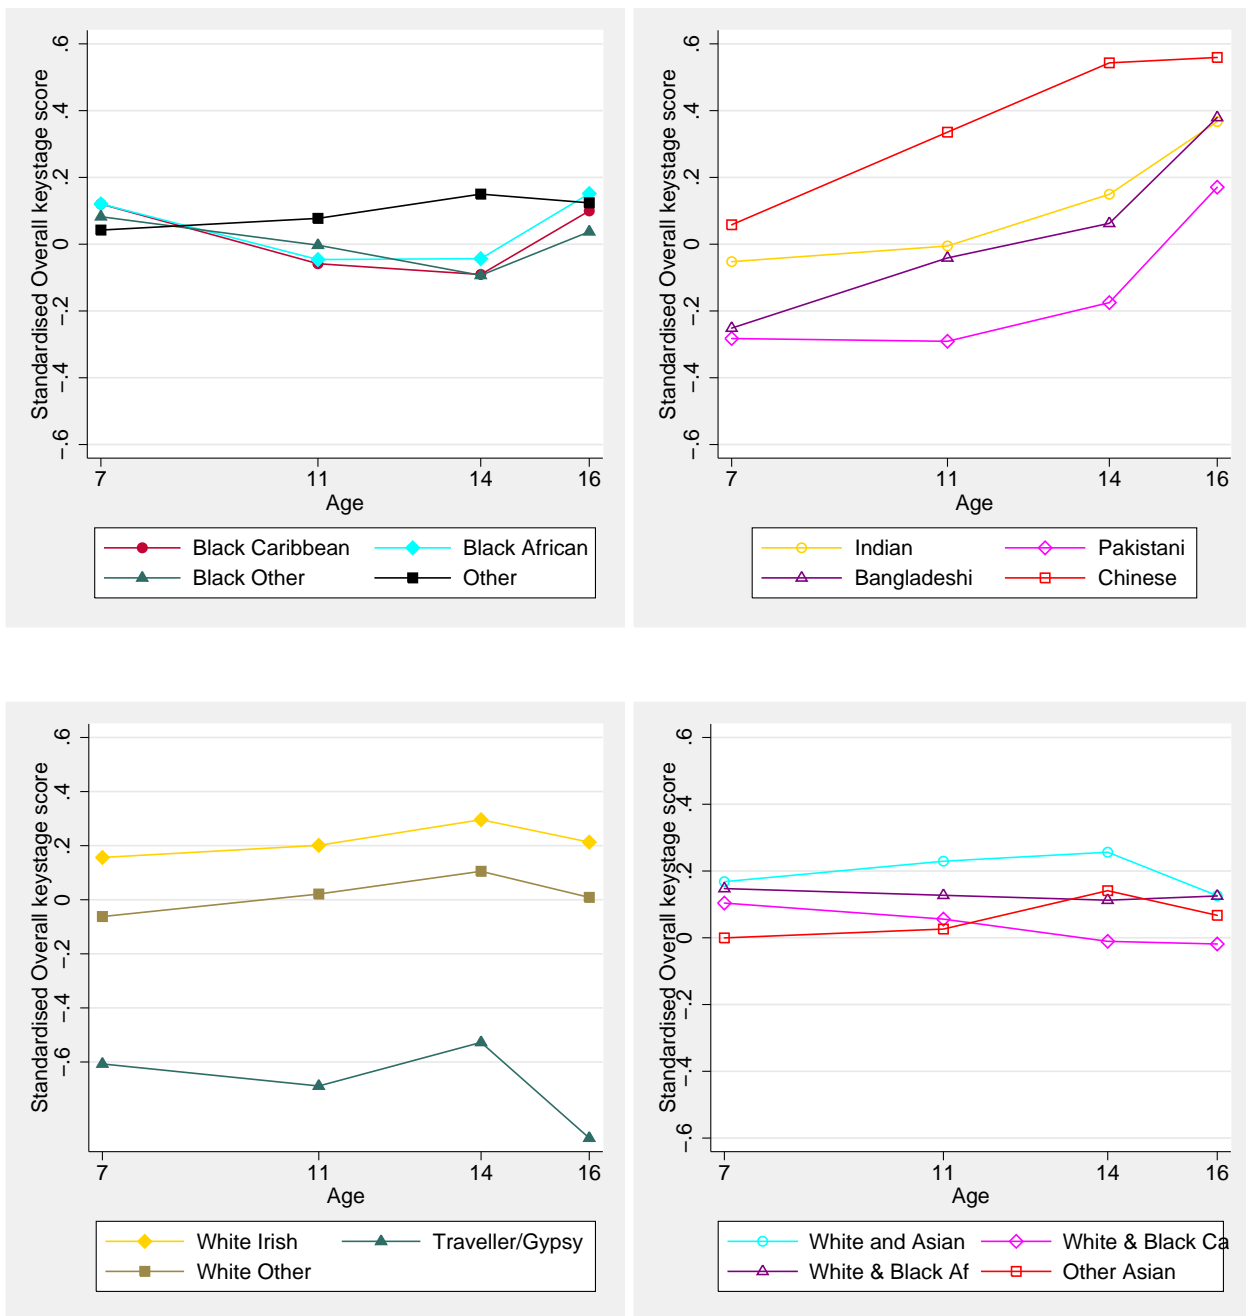 Standardised Overall keystage score
.6
.4
.2
0
-.2
-.4
-.6
7 11 14 16
Age
Black Caribbean Black African
Black Other Other
Standardised Overall keystage score
.6
.4
.2
0
-.2
-.4
-.6
7 11 14 16
Age
Indian Pakistani
Bangladeshi Chinese
Standardised Overall keystage score
.6
.4
.2
0
-.2
-.4
-.6
7 11 14 16
Age
White Irish Traveller/Gypsy
White Other
Standardised Overall keystage score
.6
.4
.2
0
-.2
-.4
-.6
7 11 14 16
Age
White and Asian White & Black Ca
White & Black Af Other Asian